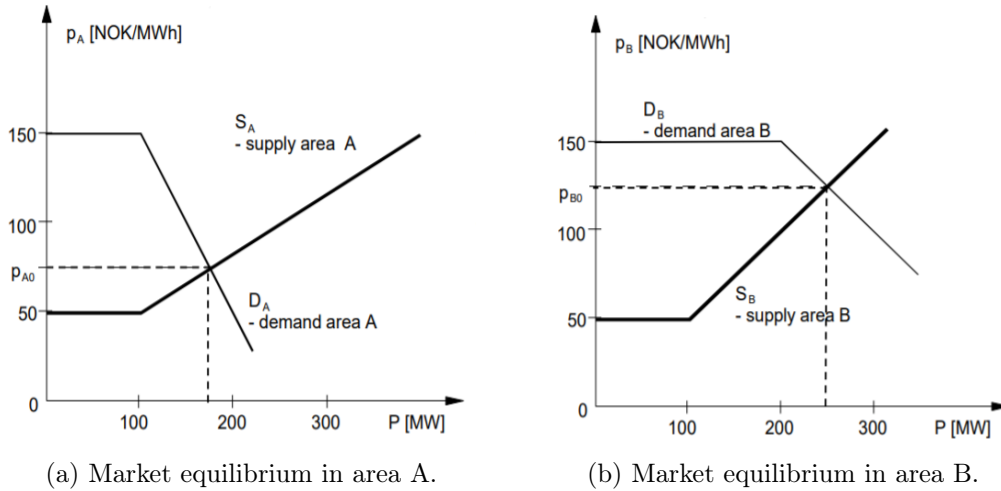 p_A [NOK/MWh]
150
100
p_A0
50
0
100
200
300
P [MW]
S_A
- supply area A
D_A
- demand area A
(a) Market equilibrium in area A.
p_B [NOK/MWh]
150
p_B0
100
50
0
100
200
300
P [MW]
D_B
- demand area B
S_B
- supply area B
(b) Market equilibrium in area B.